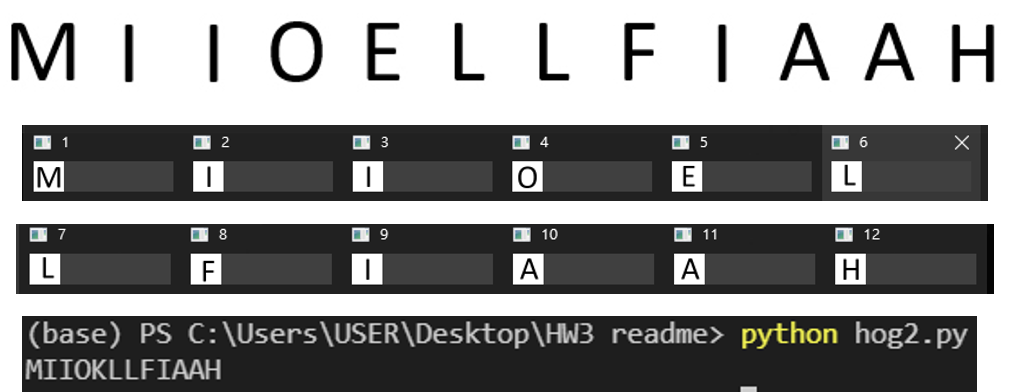 M I I O E L L F I A A H
1 2 3 4 5 6
M I I O E L
7 8 9 10 11 12
L F I A A H
(base) PS C:\Users\USER\Desktop\HW3 readme> python hog2.py
MIIOKLLFIAAH